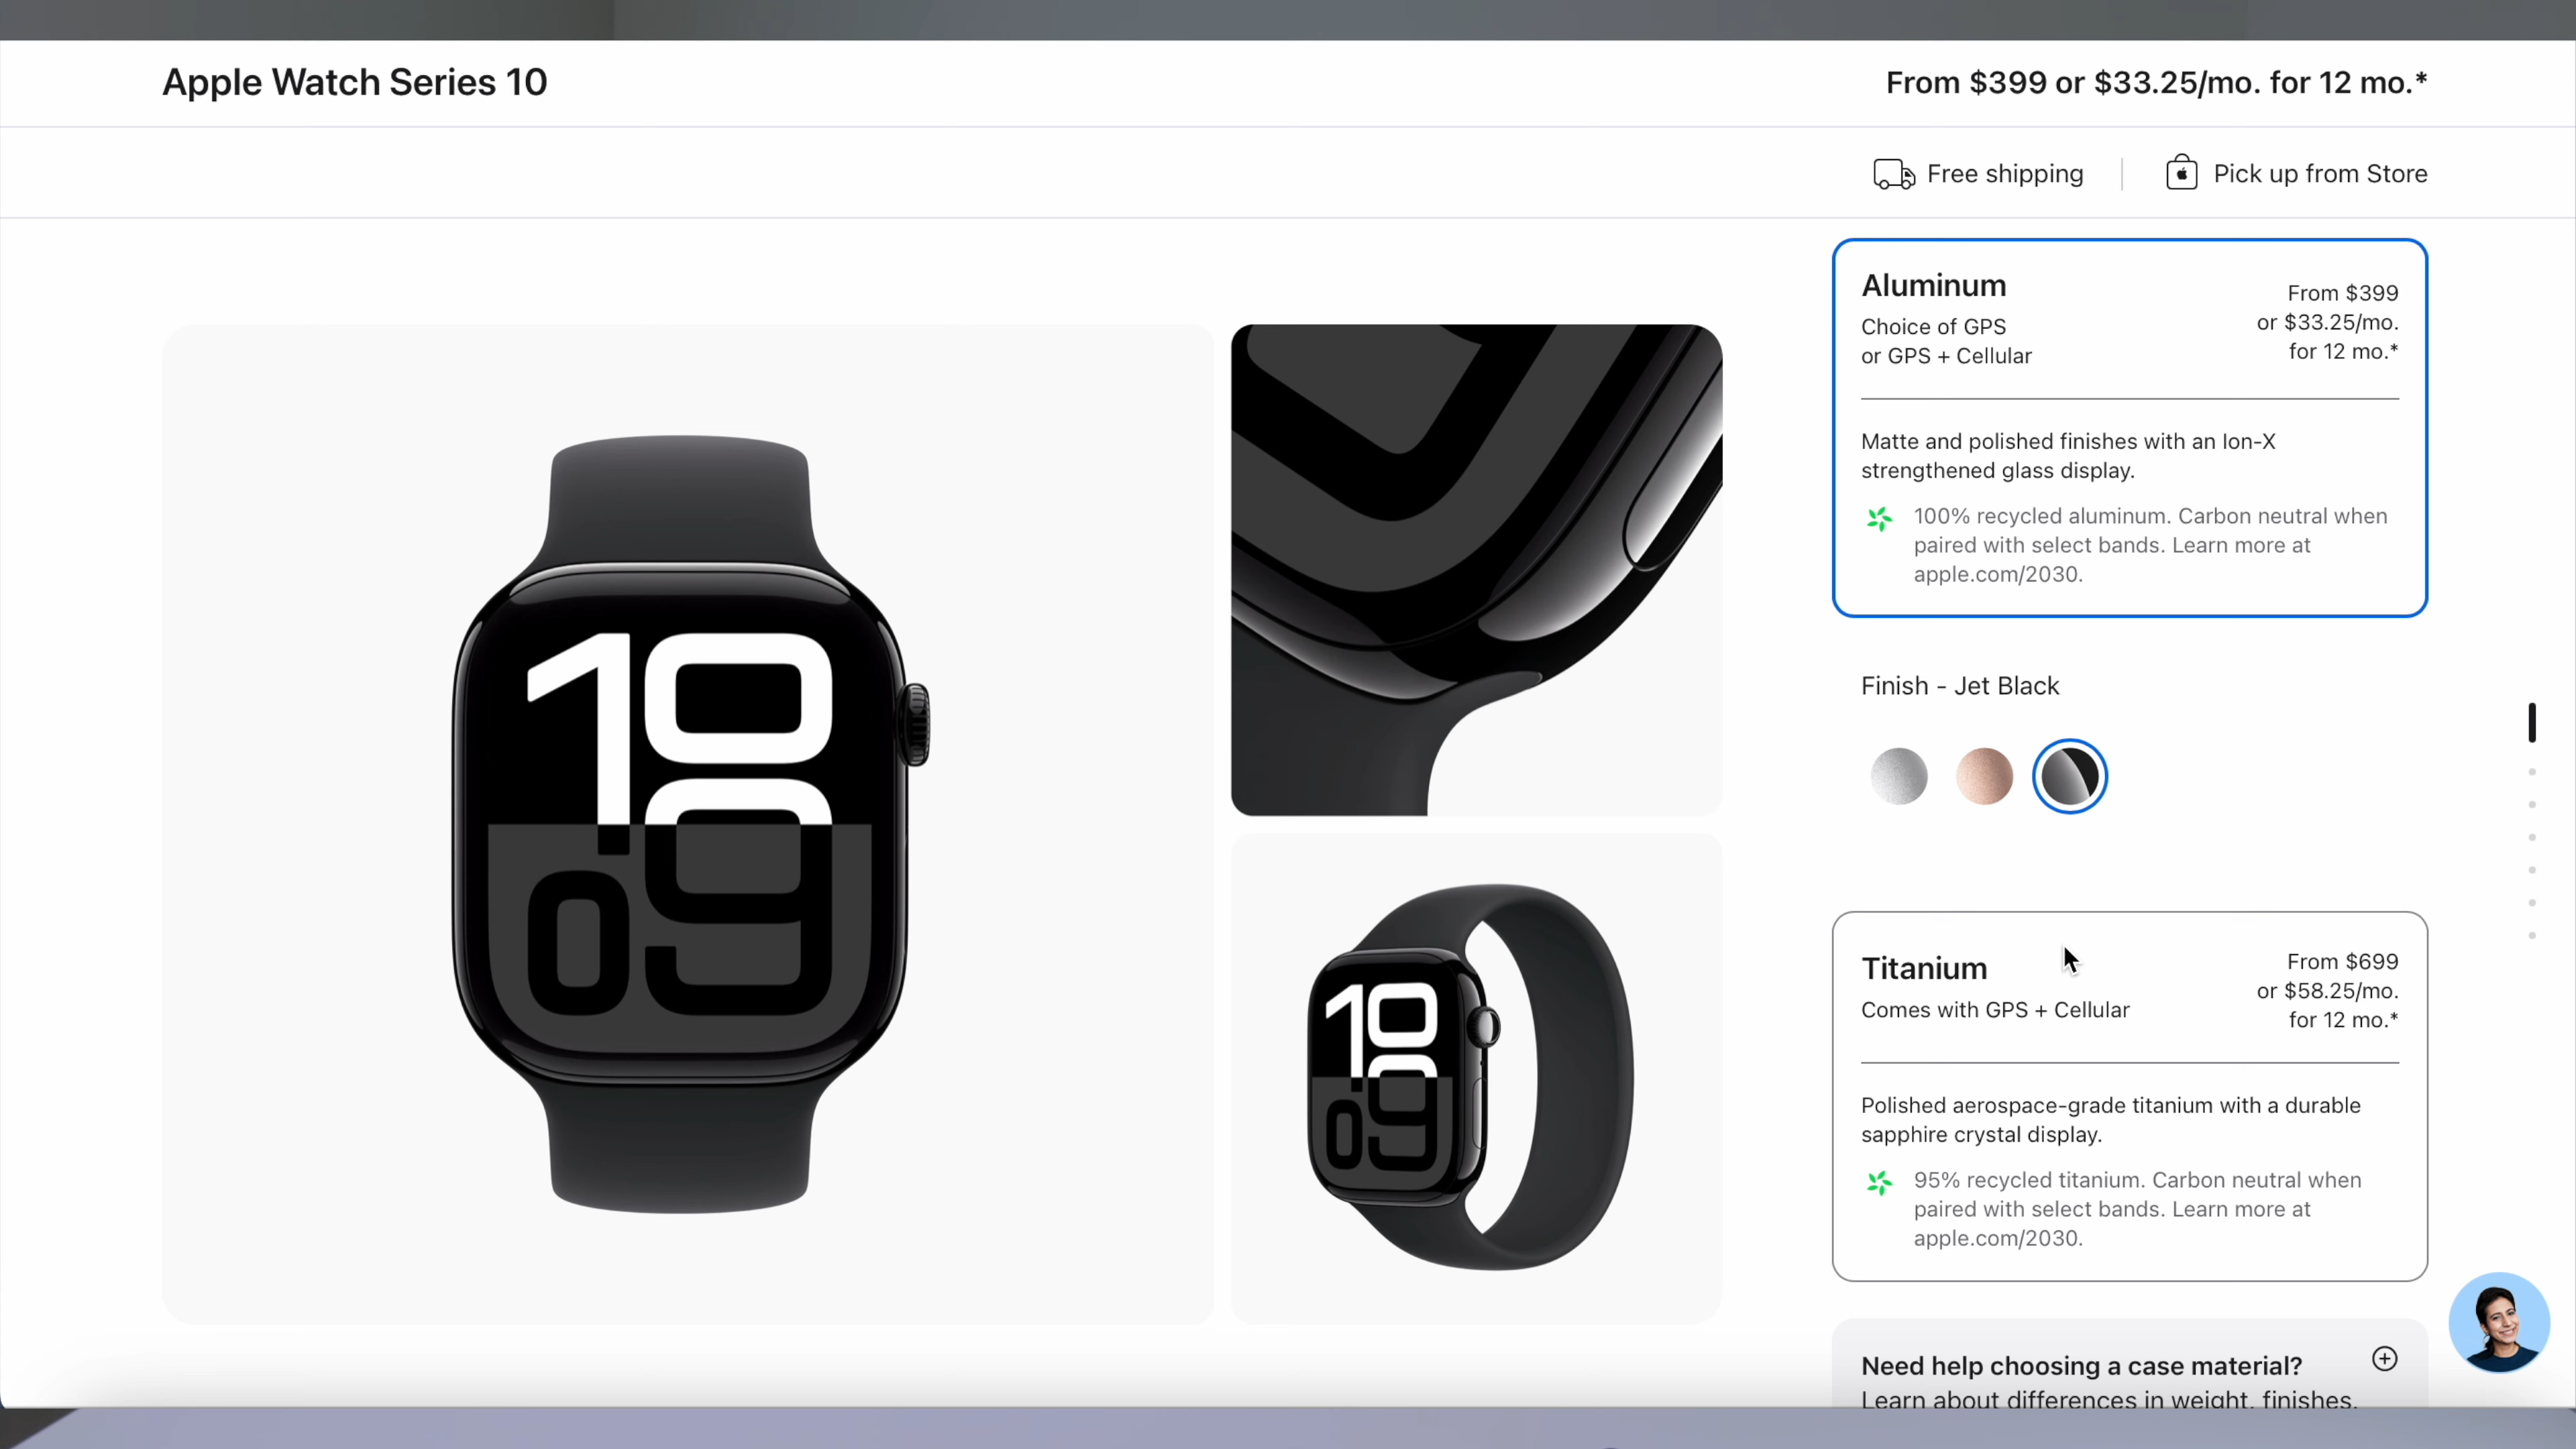 Apple Watch Series 10
From $399 or $33.25/mo. for 12 mo.*
Free shipping
Pick up from Store
10
09
10
09
Aluminum
From $399
or $33.25/mo.
for 12 mo.*
Choice of GPS
or GPS + Cellular
Matte and polished finishes with an Ion-X
strengthened glass display.
100% recycled aluminum. Carbon neutral when
paired with select bands. Learn more at
apple.com/2030.
Finish - Jet Black
Titanium
From $699
or $58.25/mo.
for 12 mo.*
Comes with GPS + Cellular
Polished aerospace-grade titanium with a durable
sapphire crystal display.
95% recycled titanium. Carbon neutral when
paired with select bands. Learn more at
apple.com/2030.
Need help choosing a case material?
Learn about differences in weight, finishes,